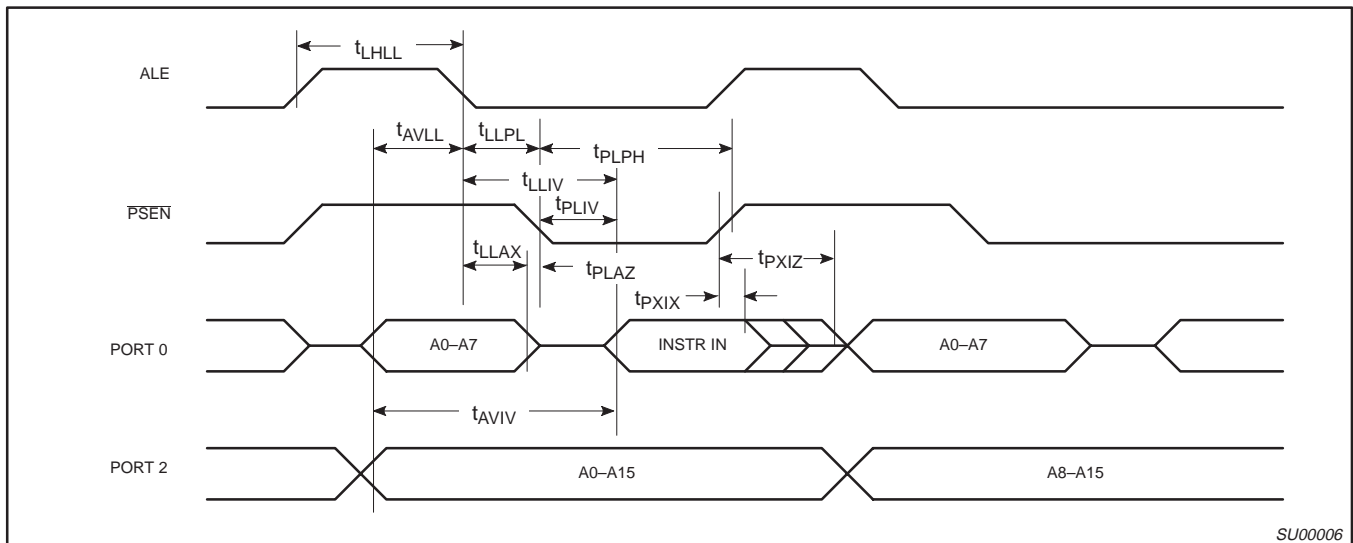 tLHLL
ALE
tAVLL tLLPL
tPLPH
tLLIV
PSEN
tPLIV
tLLAX
tPLAZ
tPXIZ
tPXIX
PORT 0
A0–A7
INSTR IN
A0–A7
tAVIV
PORT 2
A0–A15
A8–A15
SU00006